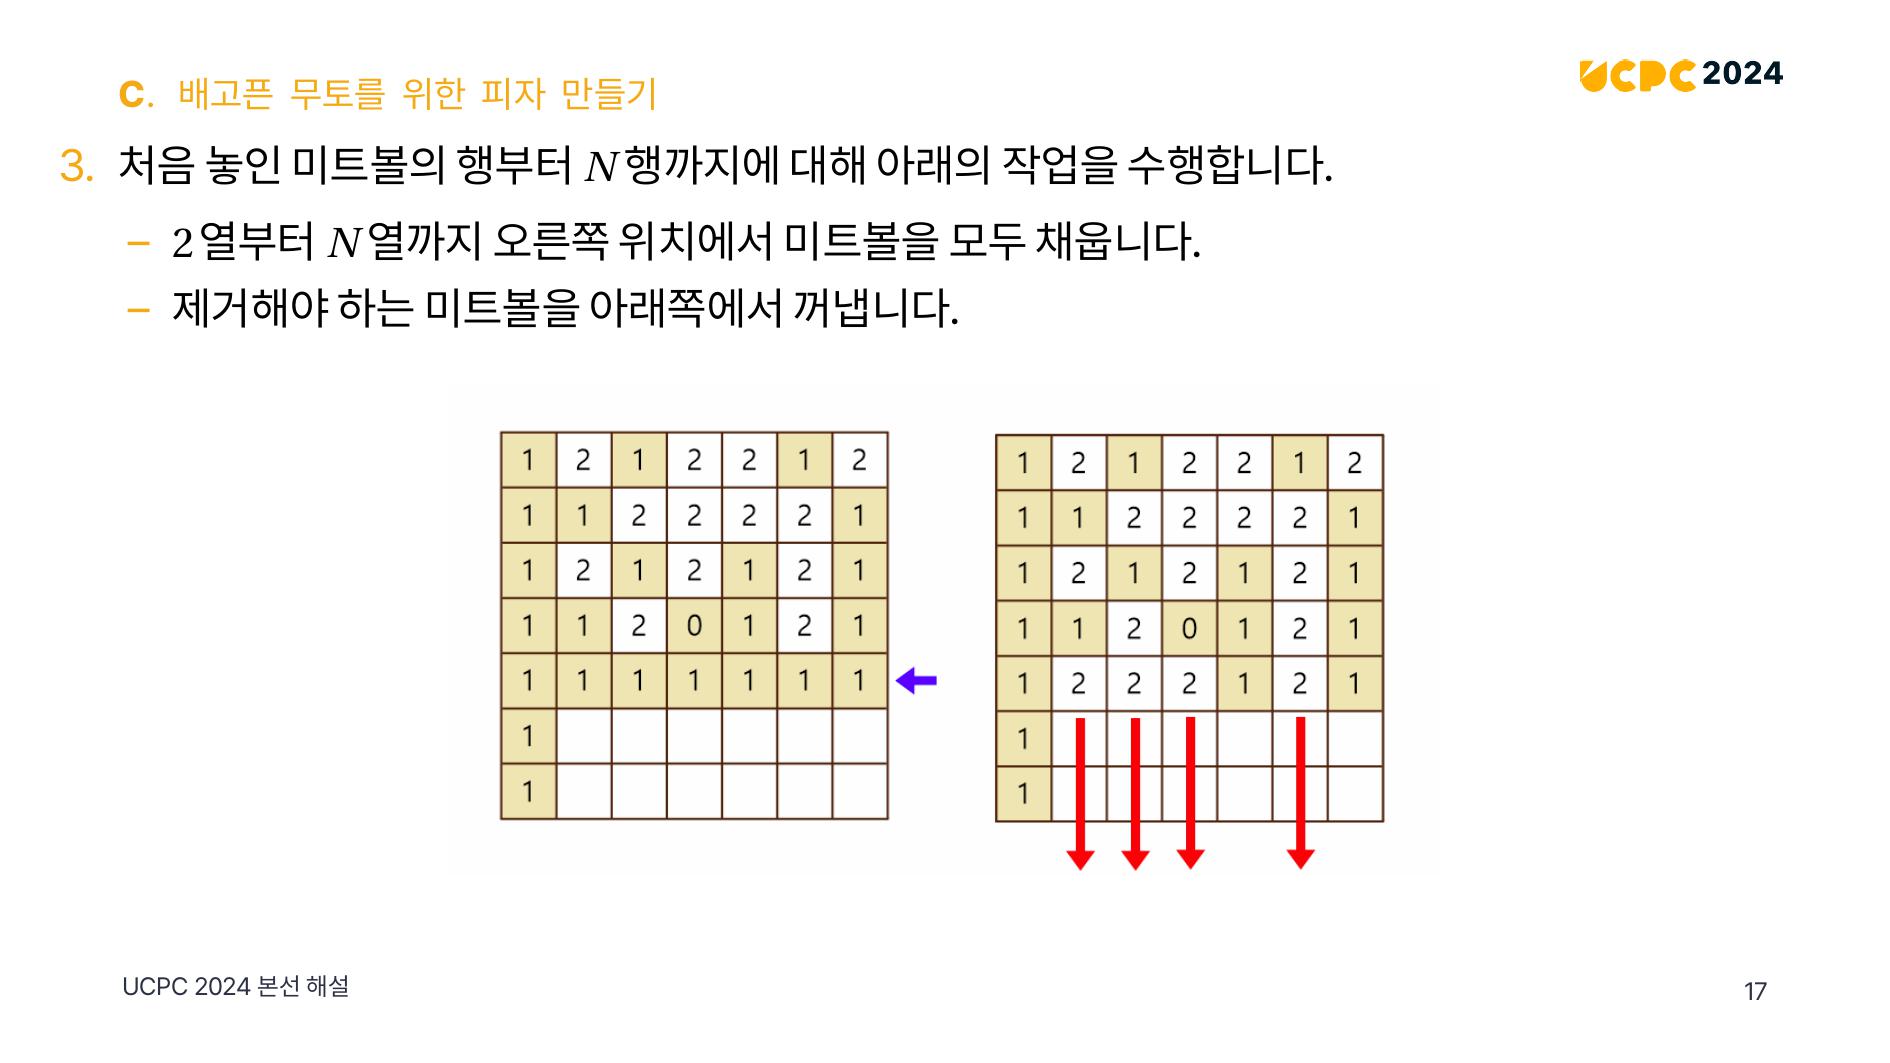 C. 배고픈 무토를 위한 피자 만들기
UCPC 2024
3. 처음 놓인 미트볼의 행부터 N행까지에 대해 아래의 작업을 수행합니다.
– 2열부터 N열까지 오른쪽 위치에서 미트볼을 모두 채웁니다.
– 제거해야 하는 미트볼을 아래쪽에서 꺼냅니다.
1 2 1 2 2 1 2
1 1 2 2 2 2 1
1 2 1 2 1 2 1
1 1 2 0 1 2 1
1 1 1 1 1 1 1
1
1
1 2 1 2 2 1 2
1 1 2 2 2 2 1
1 2 1 2 1 2 1
1 1 2 0 1 2 1
1 2 2 2 1 2 1
1
1
UCPC 2024 본선 해설
17